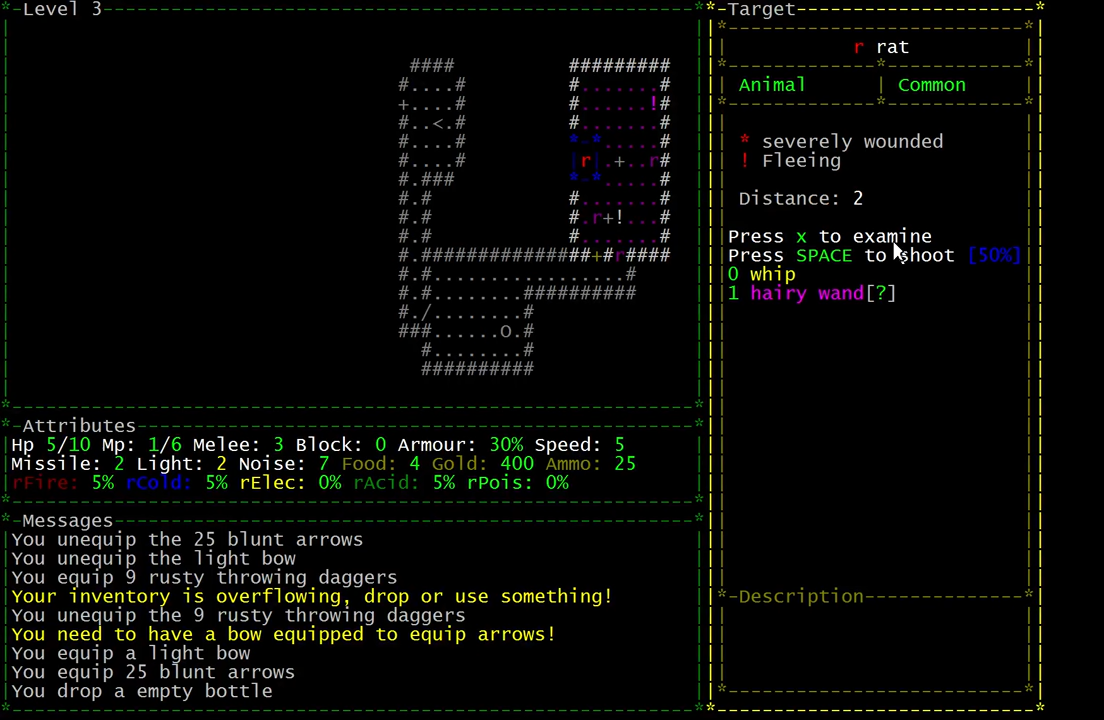 Level 3
Target
r rat
Animal | Common
* severely wounded
! Fleeing
Distance: 2
Press x to examine
Press SPACE to shoot [50%]
0 whip
1 hairy wand[?]
Description
####
#########
#....#
#.......#
+....#
#......!#
#..<.#
#.......#
#....#
*-*.....#
#....#
|r|.+..r#
#.###
*-*.....#
#.#
#.......#
#.#
#.r+!...#
#.#
#.......#
#.###############+#r####
#.#..................#
#.#........##########
#./........#
###......o.#
#........#
##########
Attributes
Hp 5/10 Mp: 1/6 Melee: 3 Block: 0 Armour: 30% Speed: 5
Missile: 2 Light: 2 Noise: 7 Food: 4 Gold: 400 Ammo: 25
rFire: 5% rCold: 5% rElec: 0% rAcid: 5% rPois: 0%
Messages
You unequip the 25 blunt arrows
You unequip the light bow
You equip 9 rusty throwing daggers
Your inventory is overflowing, drop or use something!
You unequip the 9 rusty throwing daggers
You need to have a bow equipped to equip arrows!
You equip a light bow
You equip 25 blunt arrows
You drop a empty bottle